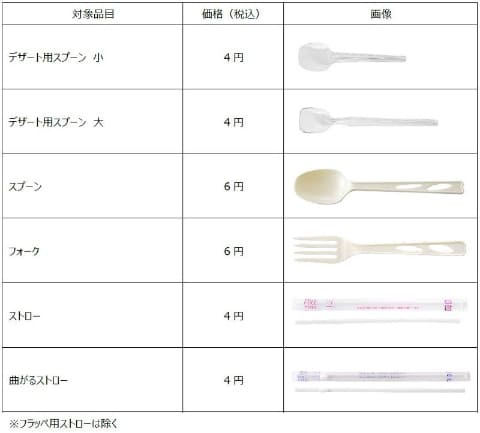 対象品目 価格（税込） 画像
デザート用スプーン 小 4円
デザート用スプーン 大 4円
スプーン 6円
フォーク 6円
ストロー 4円
曲がるストロー 4円
※フラッペ用ストローは除く